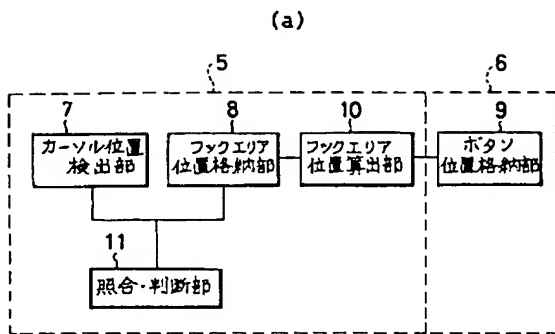 (a)
5
6
7
8
10
9
カーソル位置
検出部
フックエリア
位置格納部
フックエリア
位置算出部
ボタン
位置格納部
11
照合・判断部